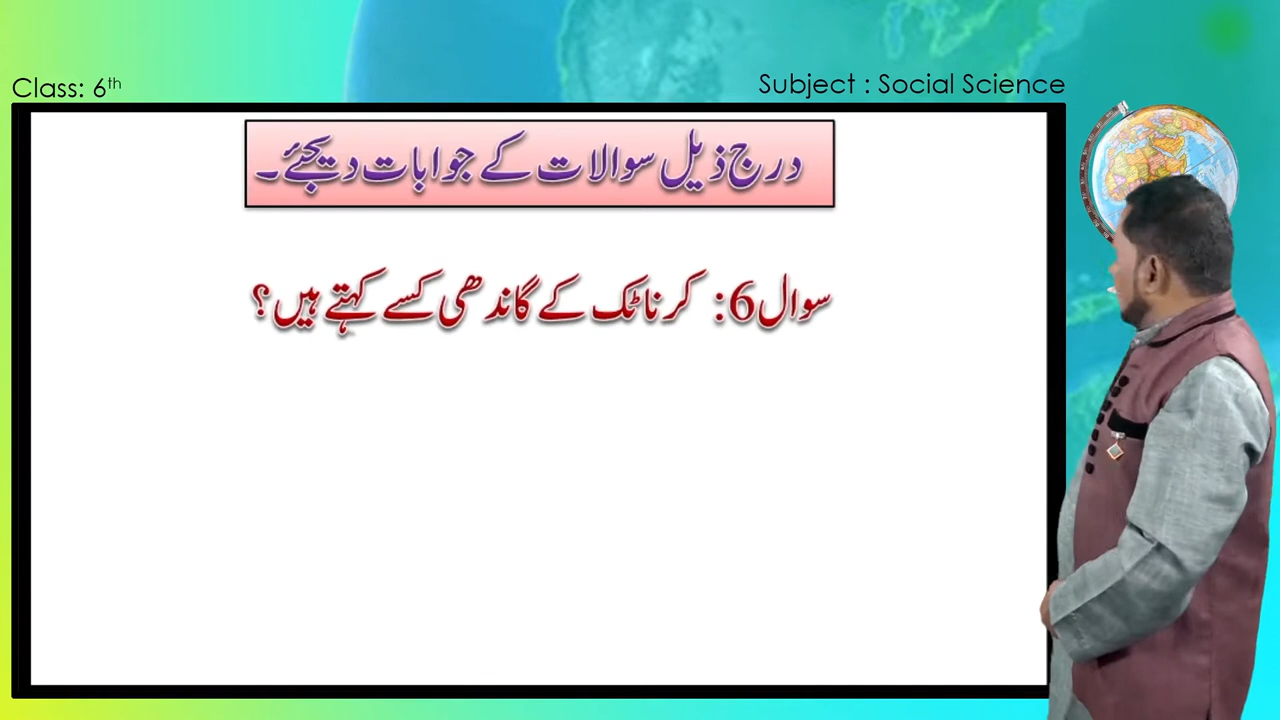 Class: 6th
Subject : Social Science
درج ذیل سوالات کے جوابات دیجئے۔
سوال 6: کرناٹک کے گاندھی کسے کہتے ہیں؟